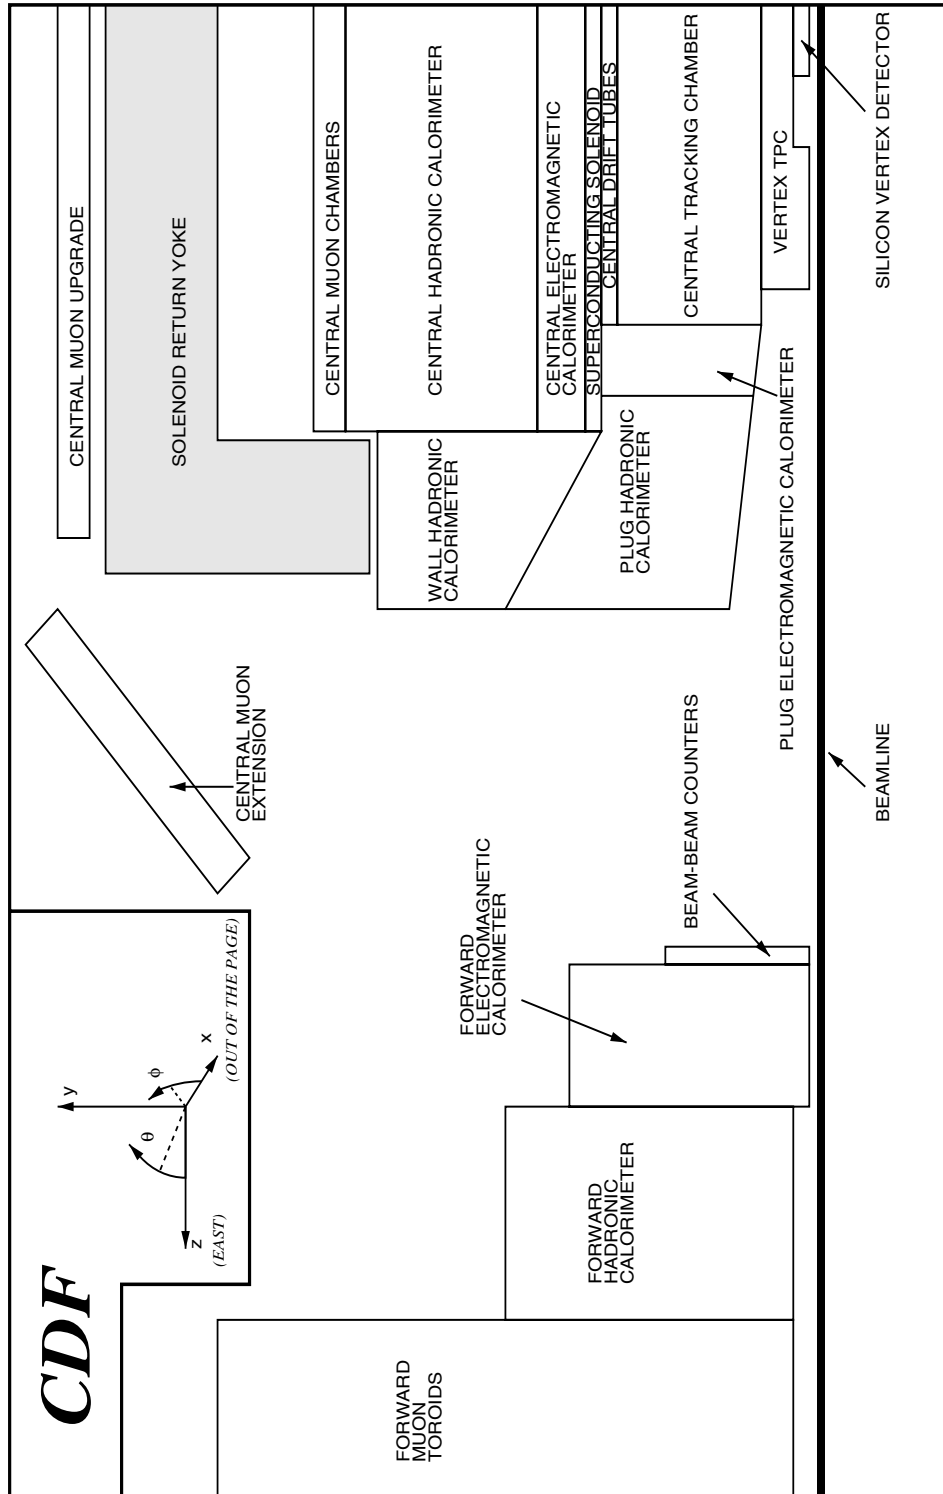 CDF
y
θ
ϕ
x
(OUT OF THE PAGE)
z
(EAST)
CENTRAL MUON UPGRADE
SOLENOID RETURN YOKE
CENTRAL MUON
EXTENSION
CENTRAL MUON CHAMBERS
CENTRAL HADRONIC CALORIMETER
WALL HADRONIC
CALORIMETER
CENTRAL ELECTROMAGNETIC
CALORIMETER
SUPERCONDUCTING SOLENOID
CENTRAL DRIFT TUBES
PLUG HADRONIC
CALORIMETER
CENTRAL TRACKING CHAMBER
VERTEX TPC
PLUG ELECTROMAGNETIC CALORIMETER
SILICON VERTEX DETECTOR
BEAMLINE
BEAM-BEAM COUNTERS
FORWARD
ELECTROMAGNETIC
CALORIMETER
FORWARD
HADRONIC
CALORIMETER
FORWARD
MUON
TOROIDS